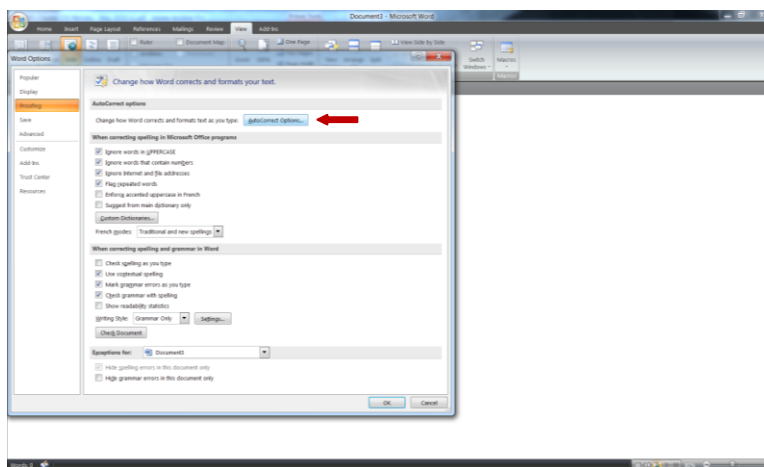 Document3 - Microsoft Word
Home Insert Page Layout References Mailings Review View Add-Ins
Ruler Document Map One Page View Side by Side
Switch Windows Macros
Macros
Word Options
Popular
Display
Proofing
Save
Advanced
Customize
Add-Ins
Trust Center
Resources
Change how Word corrects and formats your text.
AutoCorrect options
Change how Word corrects and formats text as you type: AutoCorrect Options...
When correcting spelling in Microsoft Office programs
Ignore words in UPPERCASE
Ignore words that contain numbers
Ignore Internet and file addresses
Flag repeated words
Enforce accented uppercase in French
Suggest from main dictionary only
Custom Dictionaries...
French modes: Traditional and new spellings
When correcting spelling and grammar in Word
Check spelling as you type
Use contextual spelling
Mark grammar errors as you type
Check grammar with spelling
Show readability statistics
Writing Style: Grammar Only Settings...
Check Document
Exceptions for: Document3
Hide spelling errors in this document only
Hide grammar errors in this document only
OK Cancel
Words: 0